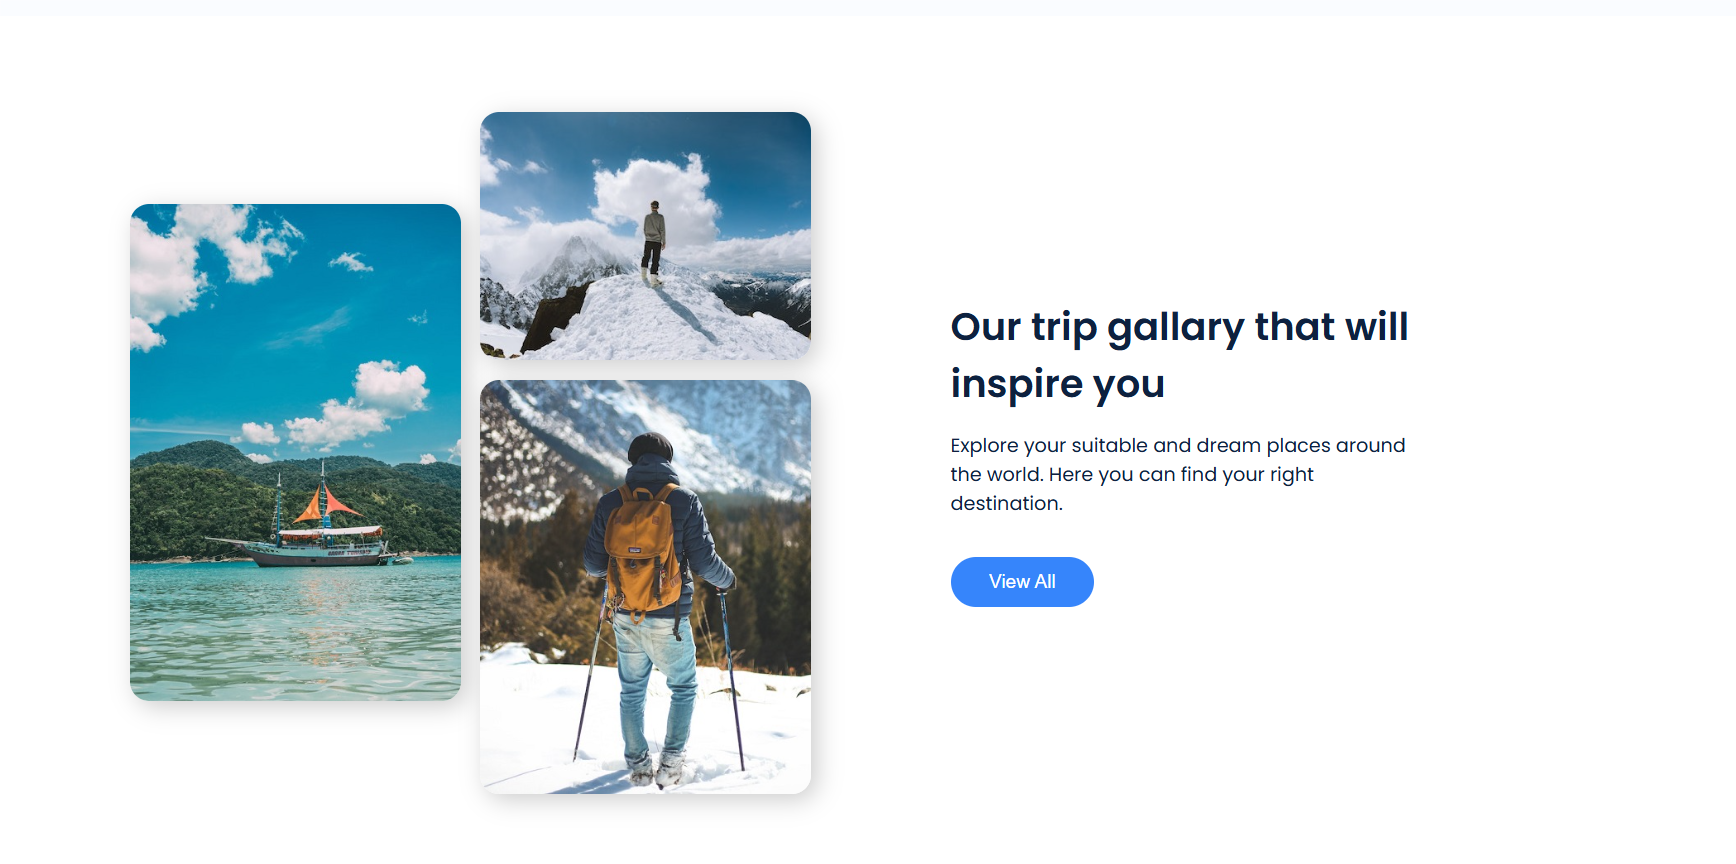 Our trip gallary that will
inspire you
Explore your suitable and dream places around
the world. Here you can find your right
destination.
View All